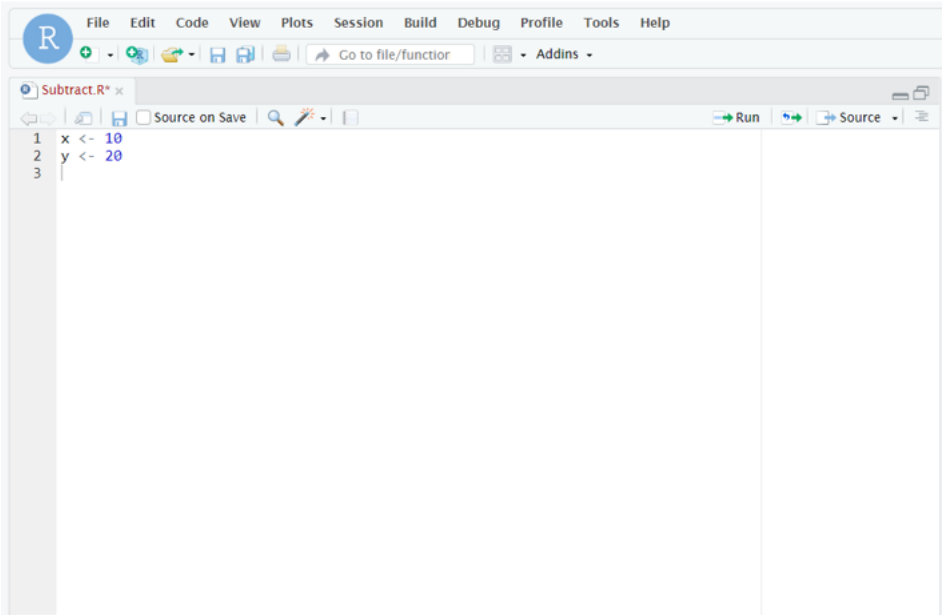 R
File Edit Code View Plots Session Build Debug Profile Tools Help
Go to file/function Addins
Subtract.R*
Source on Save Run Source
1 x <- 10
2 y <- 20
3